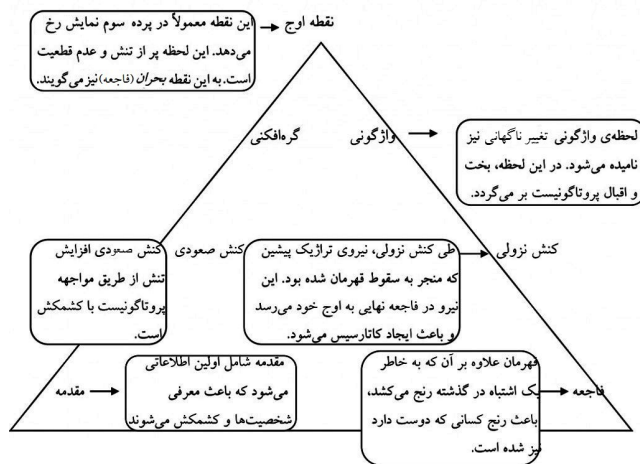 نقطه اوج
این نقطه معمولاً در پرده سوم نمایش رخ
می‌دهد. این لحظه پر از تنش و عدم قطعیت
است. به این نقطه بحران (فاجعه) نیز می‌گویند.
گره‌افکنی
واژگونی
لحظه‌ی واژگونی تغییر ناگهانی نیز
نامیده می‌شود. در این لحظه، بخت
و اقبال پروتاگونیست بر می‌گردد.
کنش نزولی
طی کنش نزولی، نیروی تراژیک پیشین
که منجر به سقوط قهرمان شده بود. این
نیرو در فاجعه نهایی به اوج خود می‌رسد
و باعث ایجاد کاتارسیس می‌شود.
کنش صعودی
کنش صعودی افزایش
تنش از طریق مواجهه
پروتاگونیست با کشمکش
است.
فاجعه
قهرمان علاوه بر آن که به خاطر
یک اشتباه در گذشته رنج می‌کشد،
باعث رنج کسانی که دوست دارد
نیز شده است.
مقدمه شامل اولین اطلاعاتی
می‌شود که باعث معرفی
شخصیت‌ها و کشمکش می‌شوند
مقدمه